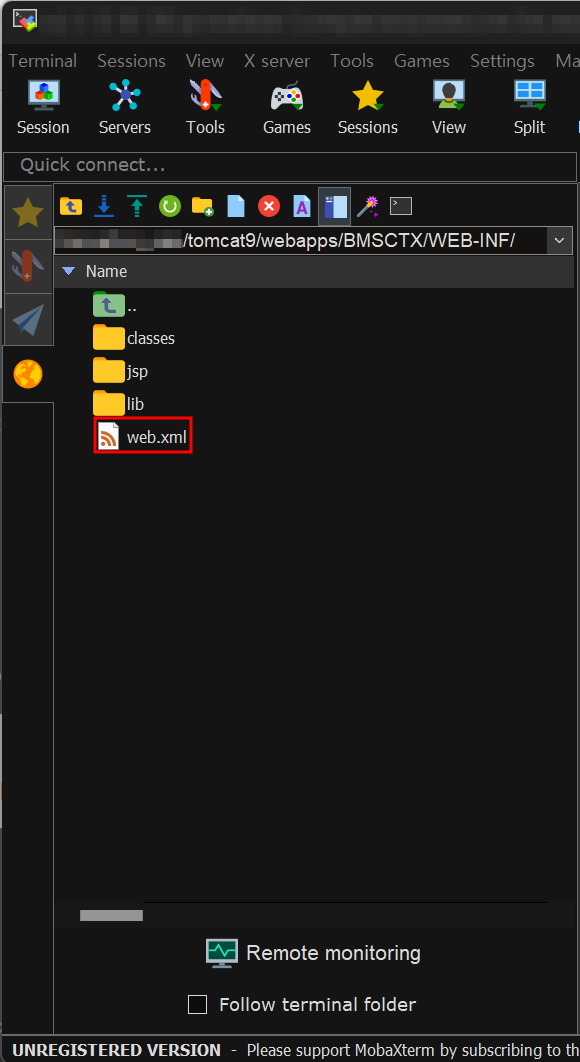 Terminal Sessions View X server Tools Games Settings Ma
Session Servers Tools Games Sessions View Split
Quick connect...
/tomcat9/webapps/BMSCTX/WEB-INF/
Name
..
classes
jsp
lib
web.xml
Remote monitoring
Follow terminal folder
UNREGISTERED VERSION - Please support MobaXterm by subscribing to th